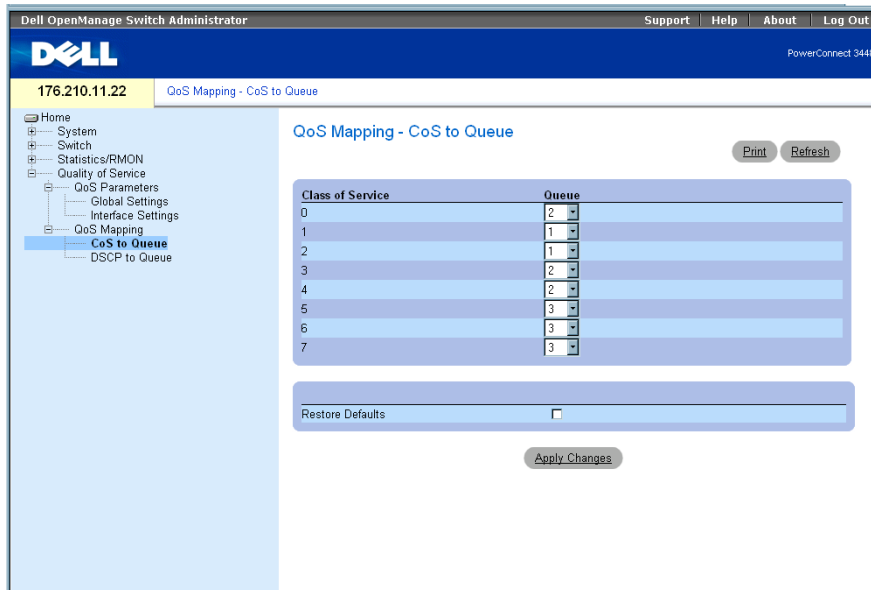 Dell OpenManage Switch Administrator Support Help About Log Out
DELL
PowerConnect 3448
176.210.11.22 QoS Mapping - CoS to Queue
Home
System
Switch
Statistics/RMON
Quality of Service
QoS Parameters
Global Settings
Interface Settings
QoS Mapping
CoS to Queue
DSCP to Queue
QoS Mapping - CoS to Queue
Print Refresh
Class of Service Queue
0 2
1 1
2 1
3 2
4 2
5 3
6 3
7 3
Restore Defaults
Apply Changes